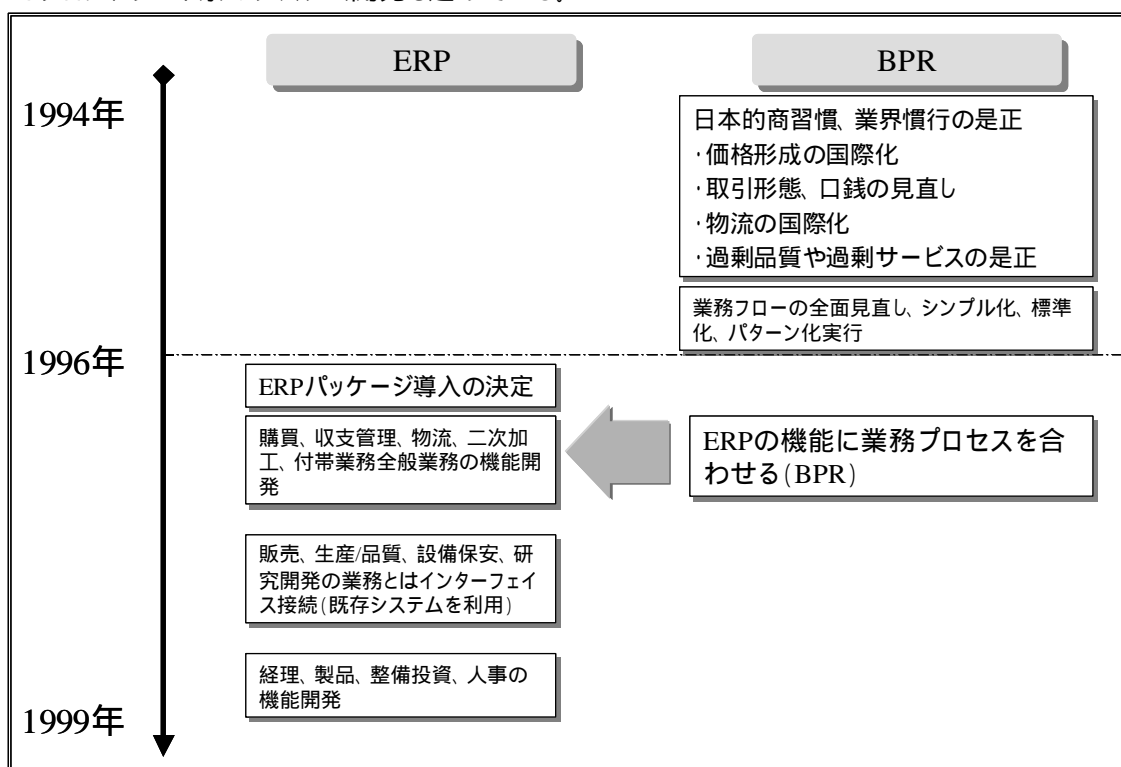 ERP
BPR
1994年
日本的商習慣、業界慣行の是正
・価格形成の国際化
・取引形態、口銭の見直し
・物流の国際化
・過剰品質や過剰サービスの是正
業務フローの全面見直し、シンプル化、標準
化、パターン化実行
1996年
ERPパッケージ導入の決定
購買、収支管理、物流、二次加
工、付帯業務全般業務の機能開
発
ERPの機能に業務プロセスを合
わせる(BPR)
販売、生産/品質、設備保安、研
究開発の業務とはインターフェイ
ス接続(既存システムを利用)
経理、製品、整備投資、人事の
機能開発
1999年